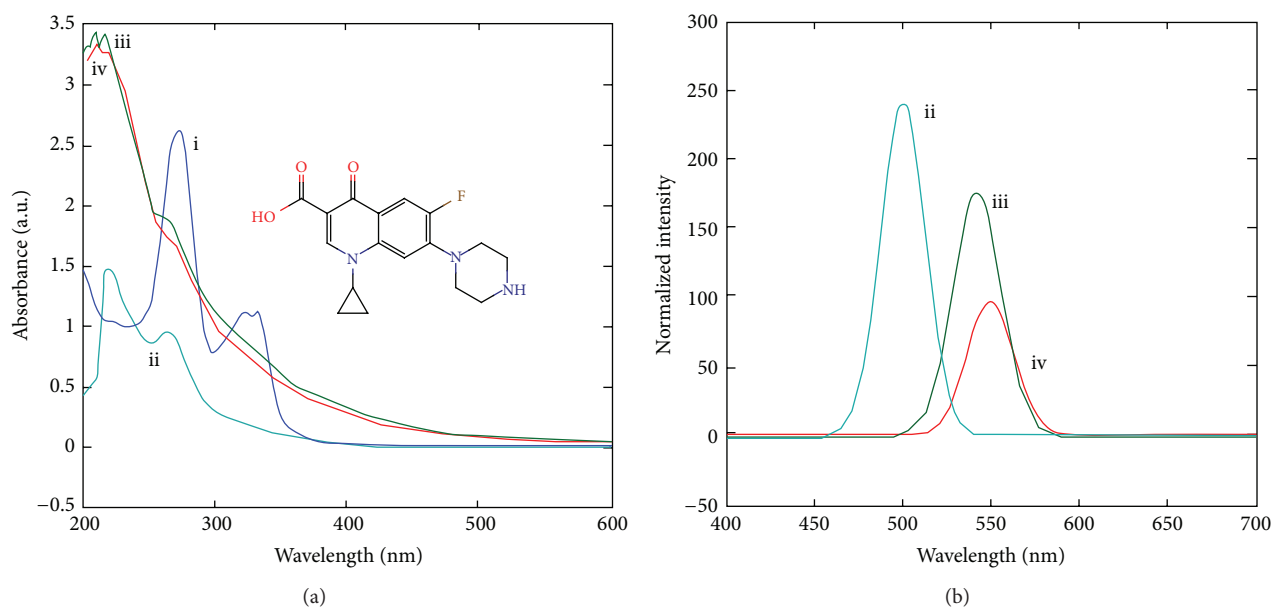 3.5
3
2.5
2
1.5
1
0.5
0
−0.5
200
300
400
500
600
Absorbance (a.u.)
Wavelength (nm)
iii
iv
i
ii
O
O
HO
F
N
N
NH
(a)
300
250
200
150
100
50
0
−50
400
450
500
550
600
650
700
Normalized intensity
Wavelength (nm)
ii
iii
iv
(b)